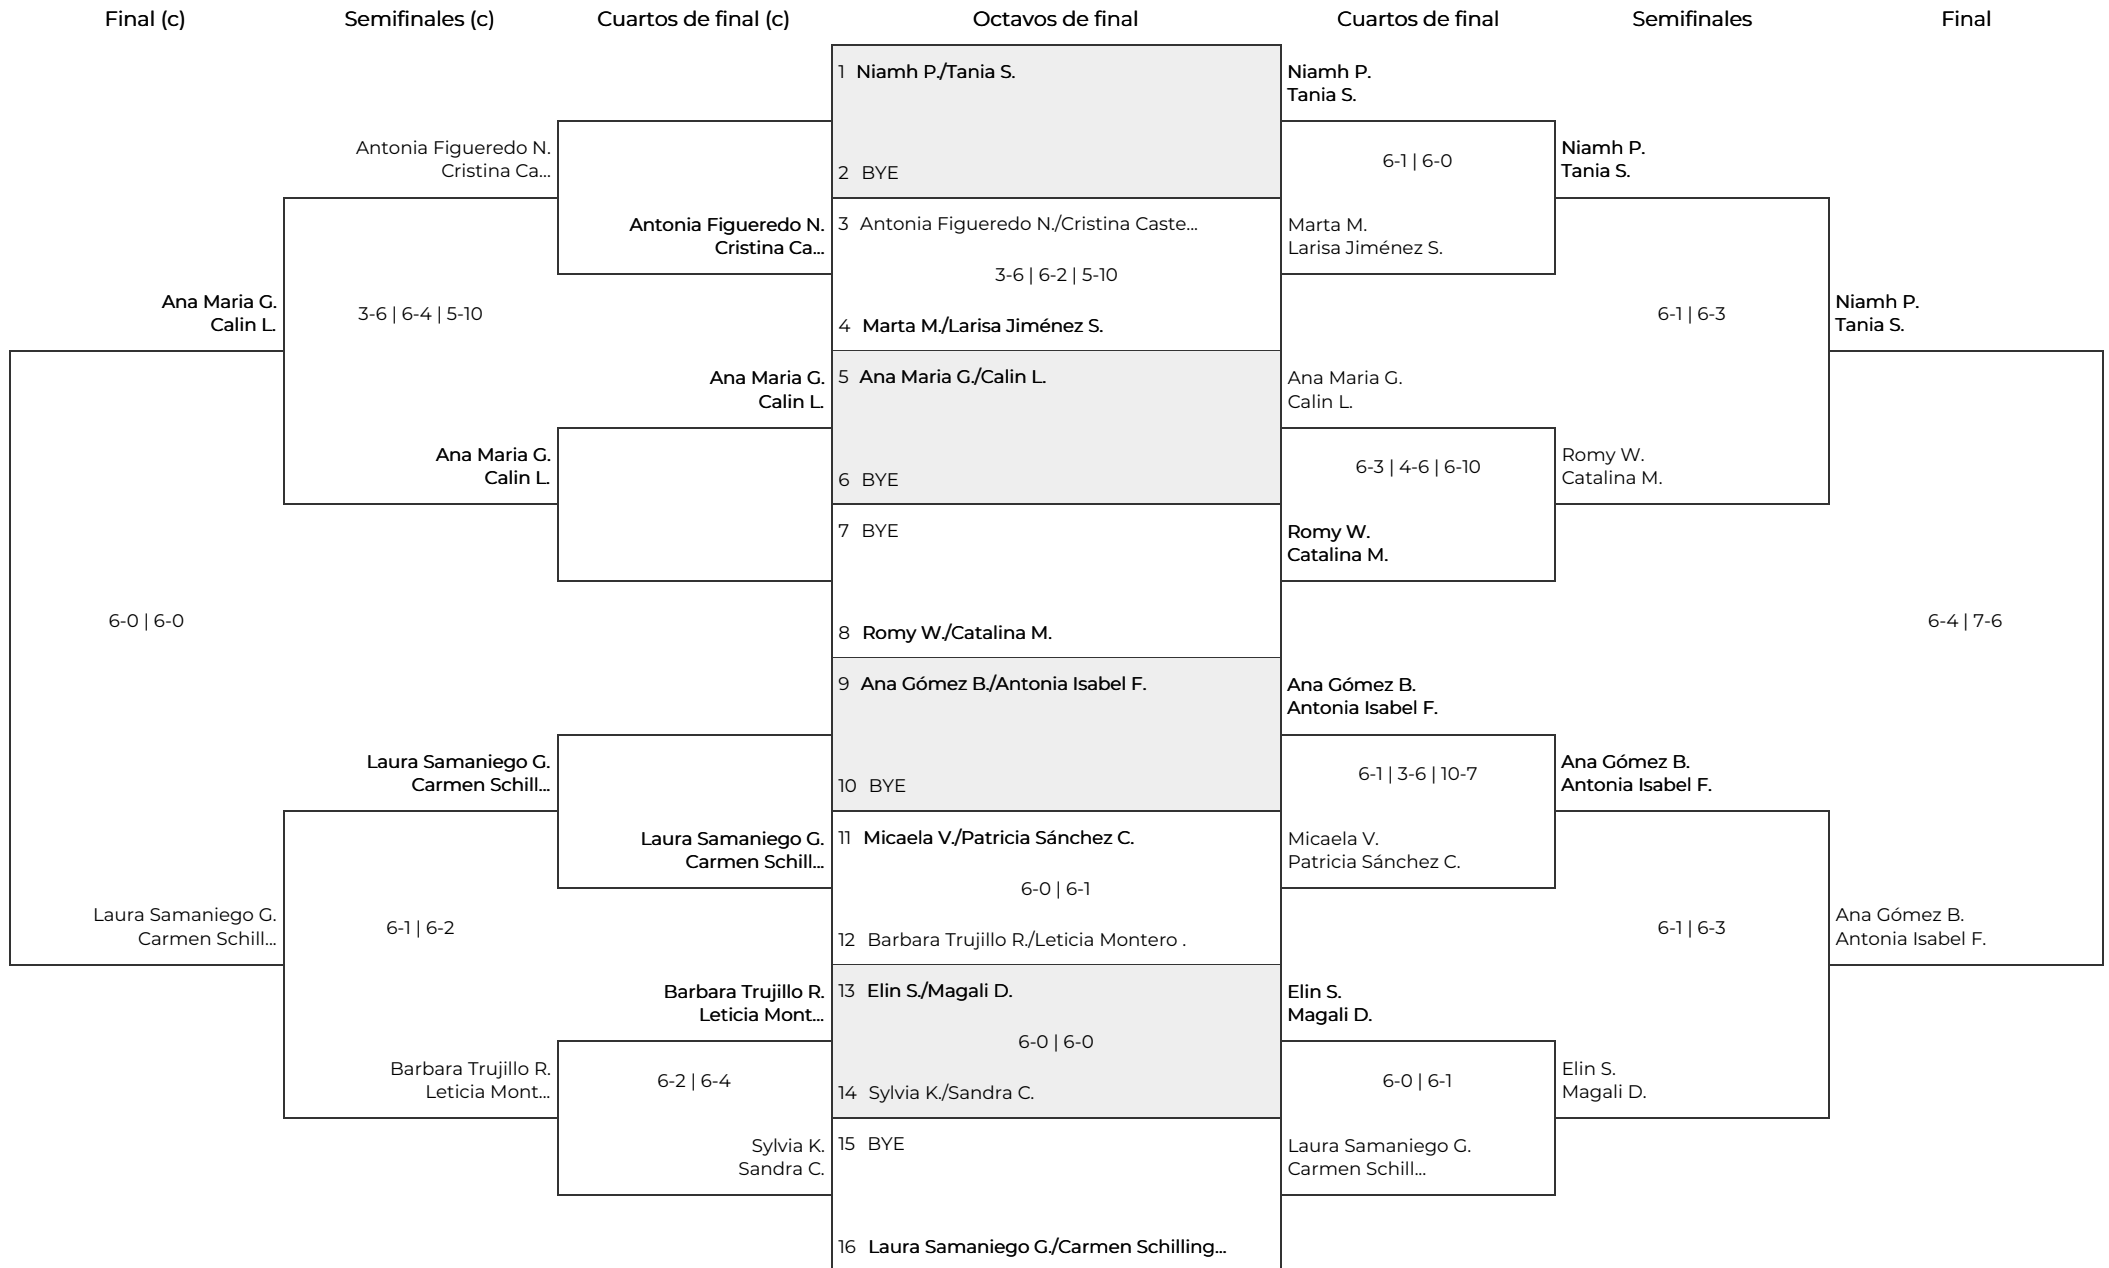 Final (c)
Semifinales (c)
Cuartos de final (c)
Octavos de final
Cuartos de final
Semifinales
Final
Ana Maria G.
Calin L.
6-0 | 6-0
Laura Samaniego G.
Carmen Schill...
Antonia Figueredo N.
Cristina Ca...
3-6 | 6-4 | 5-10
Ana Maria G.
Calin L.
Laura Samaniego G.
Carmen Schill...
6-1 | 6-2
Barbara Trujillo R.
Leticia Mont...
Antonia Figueredo N.
Cristina Ca...
Ana Maria G.
Calin L.
Laura Samaniego G.
Carmen Schill...
Barbara Trujillo R.
Leticia Mont...
6-2 | 6-4
Sylvia K.
Sandra C.
1 Niamh P./Tania S.
2 BYE
3 Antonia Figueredo N./Cristina Caste...
3-6 | 6-2 | 5-10
4 Marta M./Larisa Jiménez S.
5 Ana Maria G./Calin L.
6 BYE
7 BYE
8 Romy W./Catalina M.
9 Ana Gómez B./Antonia Isabel F.
10 BYE
11 Micaela V./Patricia Sánchez C.
6-0 | 6-1
12 Barbara Trujillo R./Leticia Montero .
13 Elin S./Magali D.
6-0 | 6-0
14 Sylvia K./Sandra C.
15 BYE
16 Laura Samaniego G./Carmen Schilling...
Niamh P.
Tania S.
6-1 | 6-0
Marta M.
Larisa Jiménez S.
Ana Maria G.
Calin L.
6-3 | 4-6 | 6-10
Romy W.
Catalina M.
Ana Gómez B.
Antonia Isabel F.
6-1 | 3-6 | 10-7
Micaela V.
Patricia Sánchez C.
Elin S.
Magali D.
6-0 | 6-1
Laura Samaniego G.
Carmen Schill...
Niamh P.
Tania S.
6-1 | 6-3
Romy W.
Catalina M.
Ana Gómez B.
Antonia Isabel F.
6-1 | 6-3
Elin S.
Magali D.
Niamh P.
Tania S.
6-4 | 7-6
Ana Gómez B.
Antonia Isabel F.